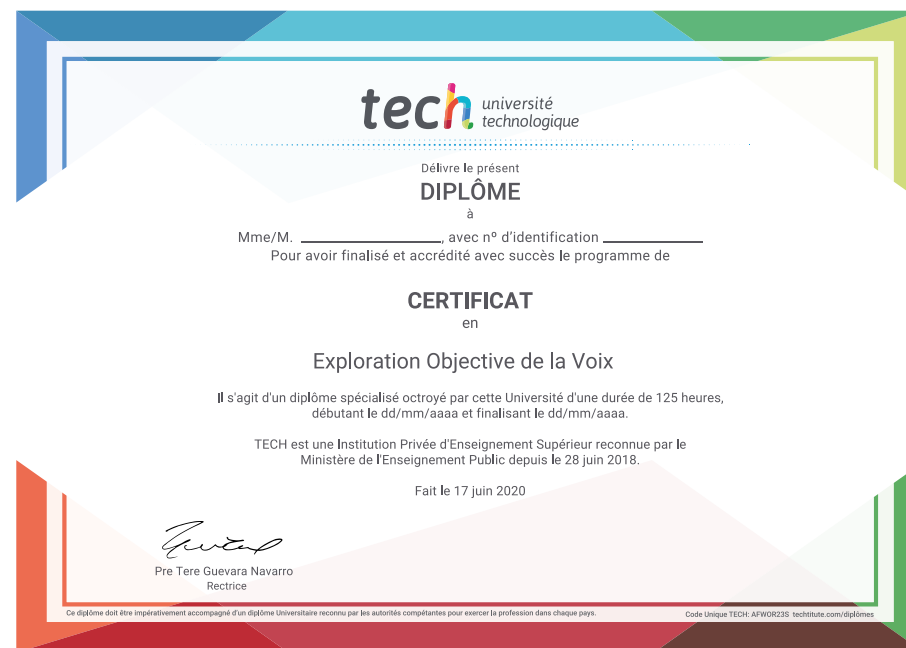 tech université
technologique
Délivre le présent
DIPLÔME
à
Mme/M. ____________________, avec nº d'identification ______________
Pour avoir finalisé et accrédité avec succès le programme de
CERTIFICAT
en
Exploration Objective de la Voix
Il s'agit d'un diplôme spécialisé octroyé par cette Université d'une durée de 125 heures,
débutant le dd/mm/aaaa et finalisant le dd/mm/aaaa.
TECH est une Institution Privée d'Enseignement Supérieur reconnue par le
Ministère de l'Enseignement Public depuis le 28 juin 2018.
Fait le 17 juin 2020
Pre Tere Guevara Navarro
Rectrice
Ce diplôme doit être impérativement accompagné d'un diplôme Universitaire reconnu par les autorités compétantes pour exercer la profession dans chaque pays.
Code Unique TECH: AFWOR23S techtitute.com/diplômes